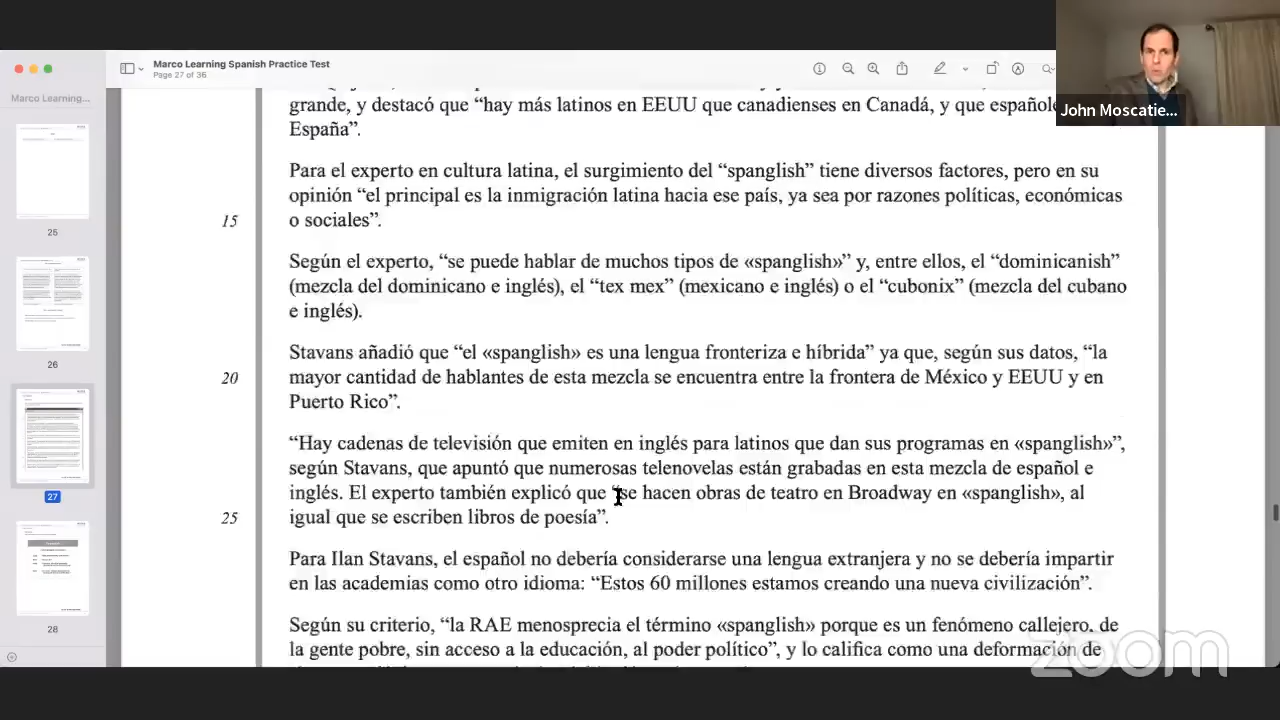 Marco Learning Spanish Practice Test
Page 27 of 36
Marco Learning...
John Moscatie...
grande, y destacó que “hay más latinos en EEUU que canadienses en Canadá, y que español
España”.
Para el experto en cultura latina, el surgimiento del “spanglish” tiene diversos factores, pero en su
opinión “el principal es la inmigración latina hacia ese país, ya sea por razones políticas, económicas
15
o sociales”.
Según el experto, “se puede hablar de muchos tipos de «spanglish»” y, entre ellos, el “dominicanish”
(mezcla del dominicano e inglés), el “tex mex” (mexicano e inglés) o el “cubonix” (mezcla del cubano
e inglés).
Stavans añadió que “el «spanglish» es una lengua fronteriza e híbrida” ya que, según sus datos, “la
20
mayor cantidad de hablantes de esta mezcla se encuentra entre la frontera de México y EEUU y en
Puerto Rico”.
“Hay cadenas de televisión que emiten en inglés para latinos que dan sus programas en «spanglish»”,
según Stavans, que apuntó que numerosas telenovelas están grabadas en esta mezcla de español e
inglés. El experto también explicó que “se hacen obras de teatro en Broadway en «spanglish», al
25
igual que se escriben libros de poesía”.
Para Ilan Stavans, el español no debería considerarse una lengua extranjera y no se debería impartir
en las academias como otro idioma: “Estos 60 millones estamos creando una nueva civilización”.
Según su criterio, “la RAE menosprecia el término «spanglish» porque es un fenómeno callejero, de
la gente pobre, sin acceso a la educación, al poder político”, y lo califica como una deformación de
25
26
27
28
zoom